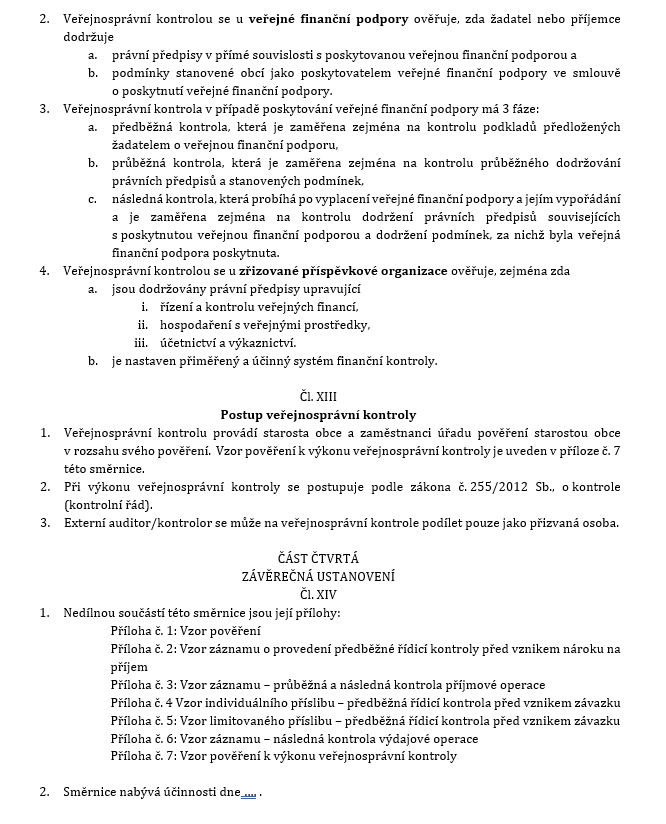 2. Veřejnosprávní kontrolou se u veřejné finanční podpory ověřuje, zda žadatel nebo příjemce
dodržuje
a. právní předpisy v přímé souvislosti s poskytovanou veřejnou finanční podporou a
b. podmínky stanovené obcí jako poskytovatelem veřejné finanční podpory ve smlouvě
o poskytnutí veřejné finanční podpory.
3. Veřejnosprávní kontrola v případě poskytování veřejné finanční podpory má 3 fáze:
a. předběžná kontrola, která je zaměřena zejména na kontrolu podkladů předložených
žadatelem o veřejnou finanční podporu,
b. průběžná kontrola, která je zaměřena zejména na kontrolu průběžného dodržování
právních předpisů a stanovených podmínek,
c. následná kontrola, která probíhá po vyplacení veřejné finanční podpory a jejím vypořádání
a je zaměřena zejména na kontrolu dodržení právních předpisů souvisejících
s poskytnutou veřejnou finanční podporou a dodržení podmínek, za nichž byla veřejná
finanční podpora poskytnuta.
4. Veřejnosprávní kontrolou se u zřizované příspěvkové organizace ověřuje, zejména zda
a. jsou dodržovány právní předpisy upravující
i. řízení a kontrolu veřejných financí,
ii. hospodaření s veřejnými prostředky,
iii. účetnictví a výkaznictví.
b. je nastaven přiměřený a účinný systém finanční kontroly.
Čl. XIII
Postup veřejnosprávní kontroly
1. Veřejnosprávní kontrolu provádí starosta obce a zaměstnanci úřadu pověření starostou obce
v rozsahu svého pověření. Vzor pověření k výkonu veřejnosprávní kontroly je uveden v příloze č. 7
této směrnice.
2. Při výkonu veřejnosprávní kontroly se postupuje podle zákona č. 255/2012 Sb., o kontrole
(kontrolní řád).
3. Externí auditor/kontrolor se může na veřejnosprávní kontrole podílet pouze jako přizvaná osoba.
ČÁST ČTVRTÁ
ZÁVĚREČNÁ USTANOVENÍ
Čl. XIV
1. Nedílnou součástí této směrnice jsou její přílohy:
Příloha č. 1: Vzor pověření
Příloha č. 2: Vzor záznamu o provedení předběžné řídicí kontroly před vznikem nároku na
příjem
Příloha č. 3: Vzor záznamu – průběžná a následná kontrola příjmové operace
Příloha č. 4 Vzor individuálního příslibu – předběžná řídicí kontrola před vznikem závazku
Příloha č. 5: Vzor limitovaného příslibu – předběžná řídicí kontrola před vznikem závazku
Příloha č. 6: Vzor záznamu – následná kontrola výdajové operace
Příloha č. 7: Vzor pověření k výkonu veřejnosprávní kontroly
2. Směrnice nabývá účinnosti dne .... .